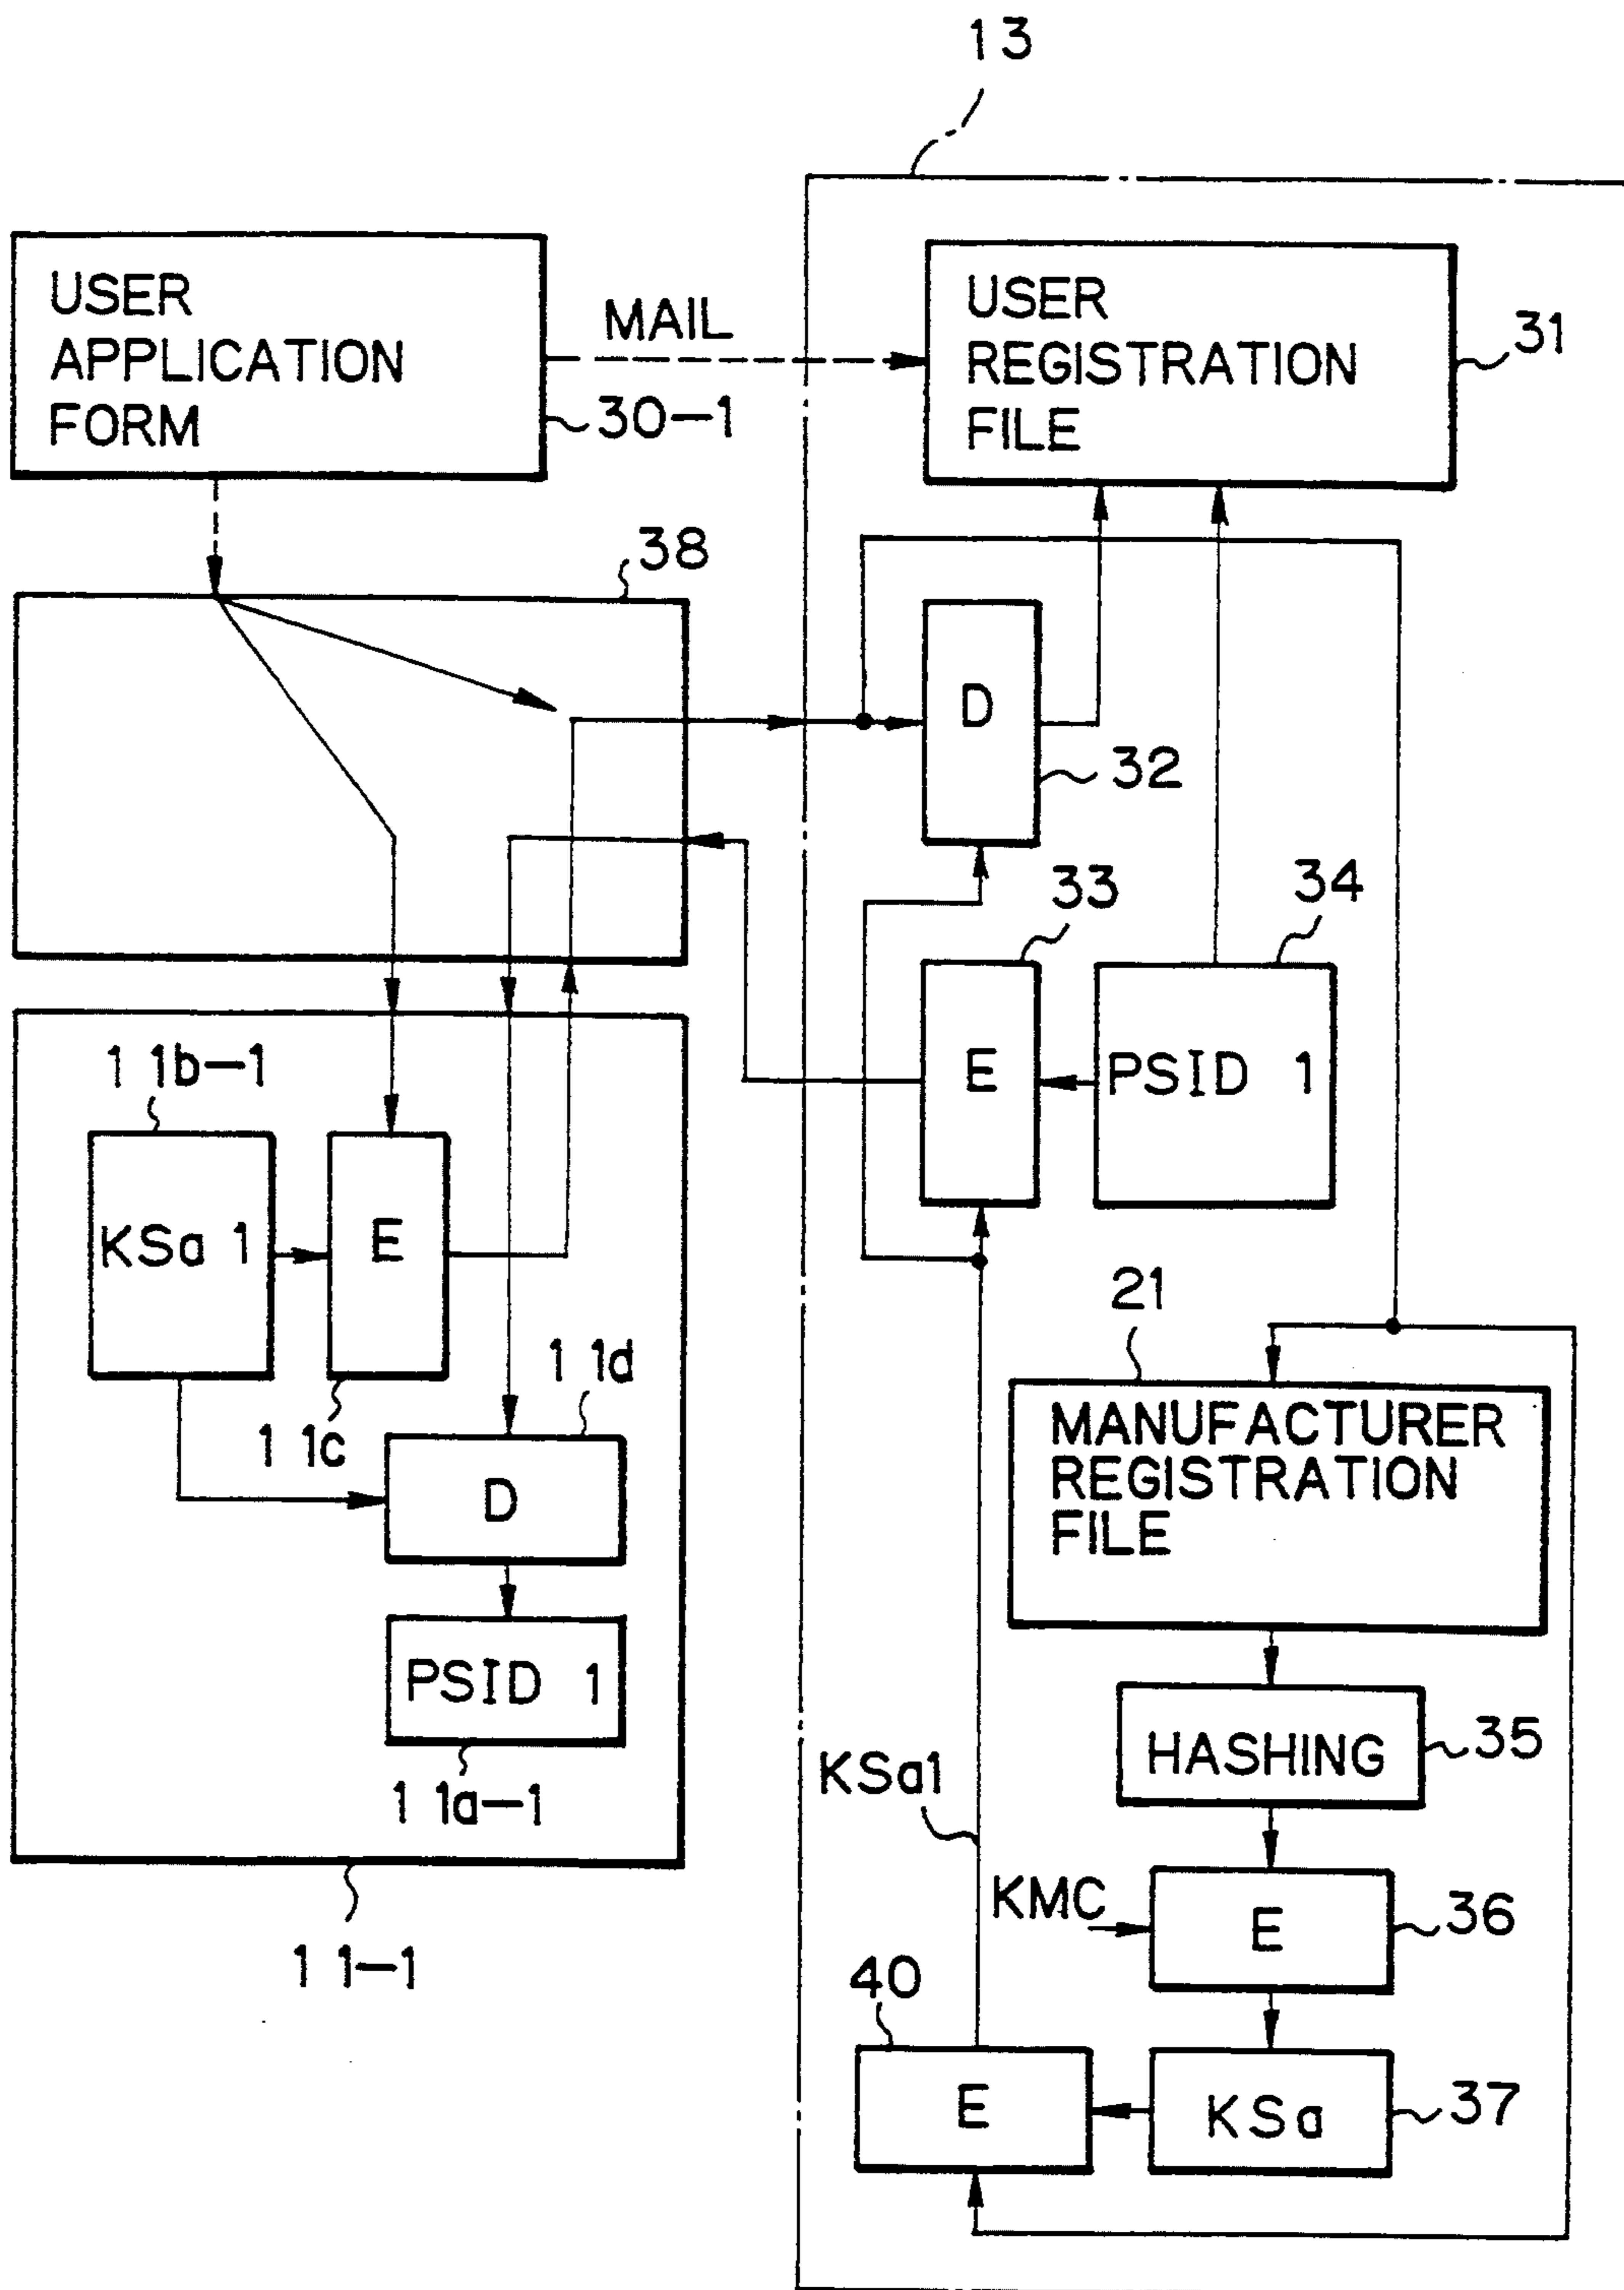 13
USER
APPLICATION
FORM
MAIL
30-1
USER
REGISTRATION
FILE
31
38
D
32
33
34
E
PSID 1
11b-1
KSa 1
E
11c
11d
D
PSID 1
11a-1
11-1
21
MANUFACTURER
REGISTRATION
FILE
HASHING
35
KSa1
KMC
E
36
40
E
KSa
37